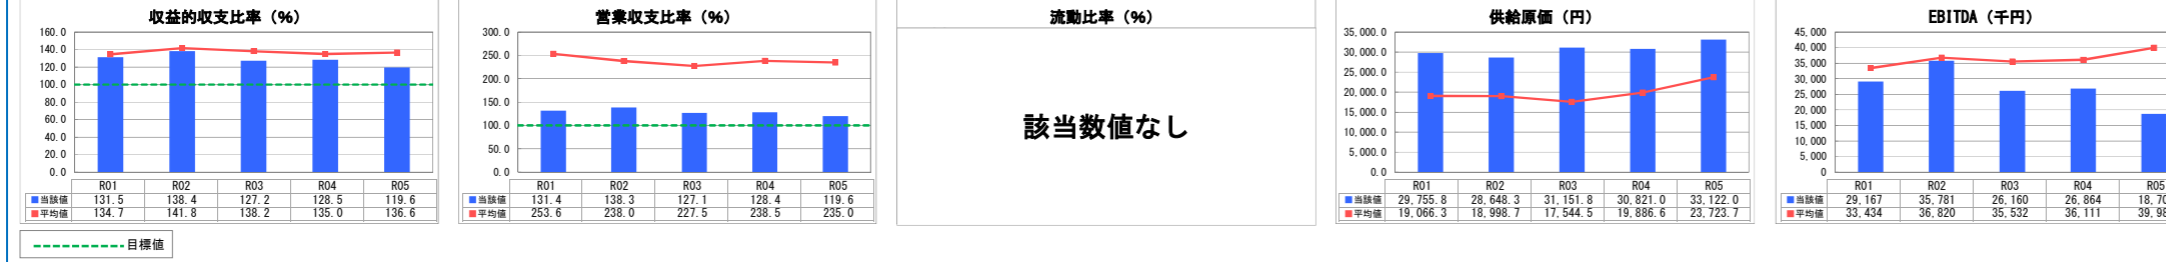 収益的収支比率（％）
160.0
140.0
120.0
100.0
80.0
60.0
40.0
20.0
0.0
R01 R02 R03 R04 R05
■当該値 131.5 138.4 127.2 128.5 119.6
■平均値 134.7 141.8 138.2 135.0 136.6
営業収支比率（％）
300.0
250.0
200.0
150.0
100.0
50.0
0.0
R01 R02 R03 R04 R05
■当該値 131.4 138.3 127.1 128.4 119.6
■平均値 253.6 238.0 227.5 238.5 235.0
流動比率（％）
該当数値なし
供給原価（円）
35,000.0
30,000.0
25,000.0
20,000.0
15,000.0
10,000.0
5,000.0
0.0
R01 R02 R03 R04 R05
■当該値 29,755.8 28,648.3 31,151.8 30,821.0 33,122.0
■平均値 19,066.3 18,998.7 17,544.5 19,886.6 23,723.7
EBITDA（千円）
45,000
40,000
35,000
30,000
25,000
20,000
15,000
10,000
5,000
0
R01 R02 R03 R04 R05
■当該値 29,167 35,781 26,160 26,864
■平均値 33,434 36,820 35,532 36,111
目標値